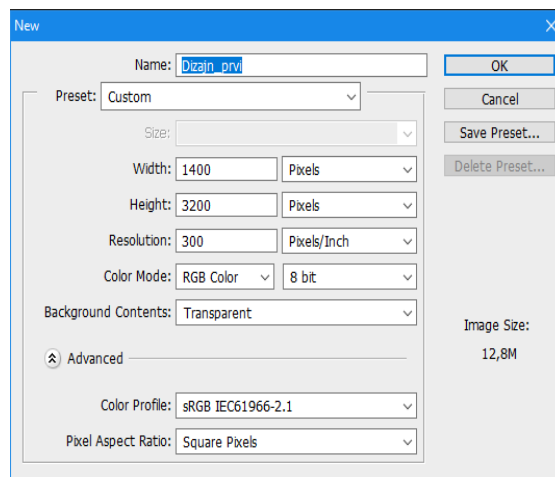 New
Name: Dizajn_prvi
OK
Preset: Custom
Cancel
Size:
Save Preset...
Width: 1400 Pixels
Delete Preset...
Height: 3200 Pixels
Resolution: 300 Pixels/Inch
Color Mode: RGB Color 8 bit
Background Contents: Transparent
Image Size:
12,8M
Advanced
Color Profile: sRGB IEC61966-2.1
Pixel Aspect Ratio: Square Pixels